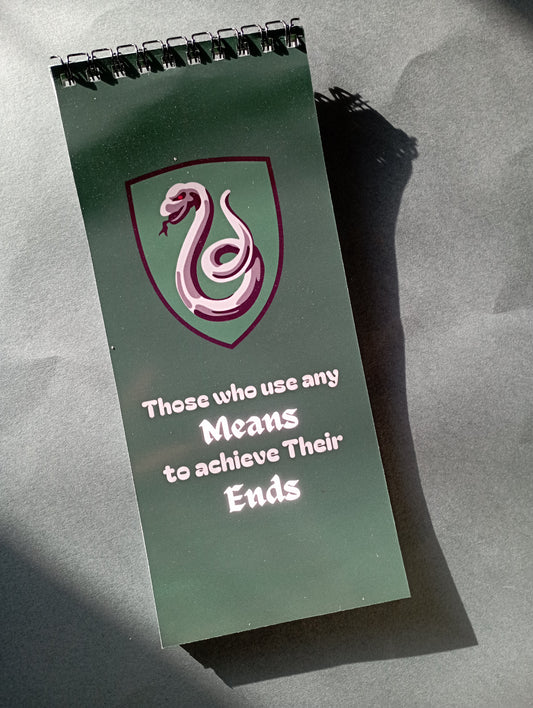 Those who use any
Means
to achieve Their
Ends